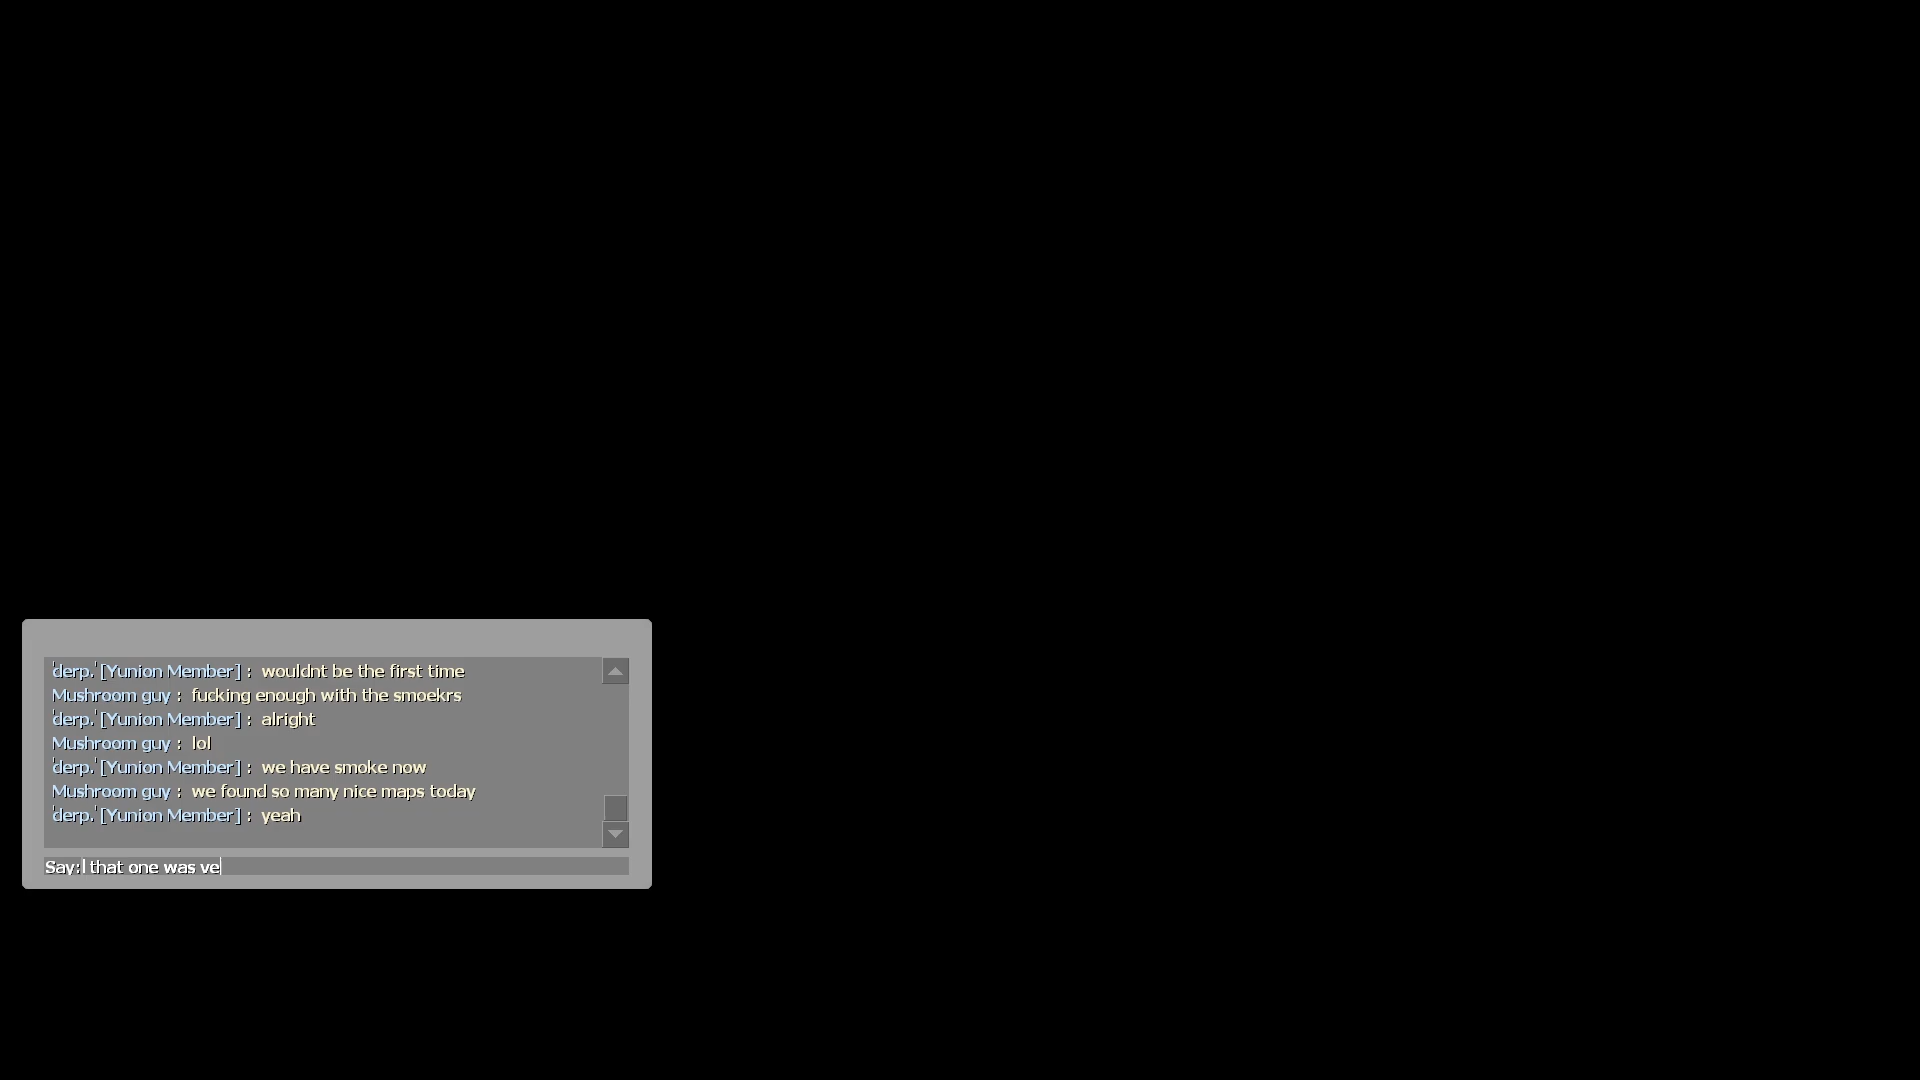 'derp.' [Yunion Member] :  wouldnt be the first time
Mushroom guy :  fucking enough with the smoekrs
'derp.' [Yunion Member] :  alright
Mushroom guy :  lol
'derp.' [Yunion Member] :  we have smoke now
Mushroom guy :  we found so many nice maps today
'derp.' [Yunion Member] :  yeah
Say: that one was ve